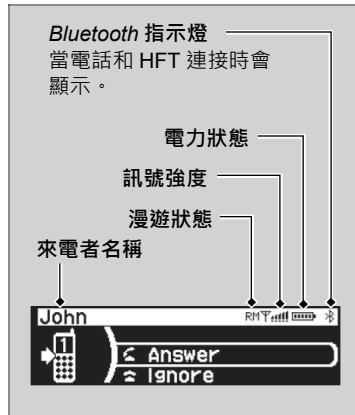 Bluetooth 指示燈
當電話和 HFT 連接時會
顯示。
電力狀態
訊號強度
漫遊狀態
來電者名稱
John RM
1
Answer
Ignore